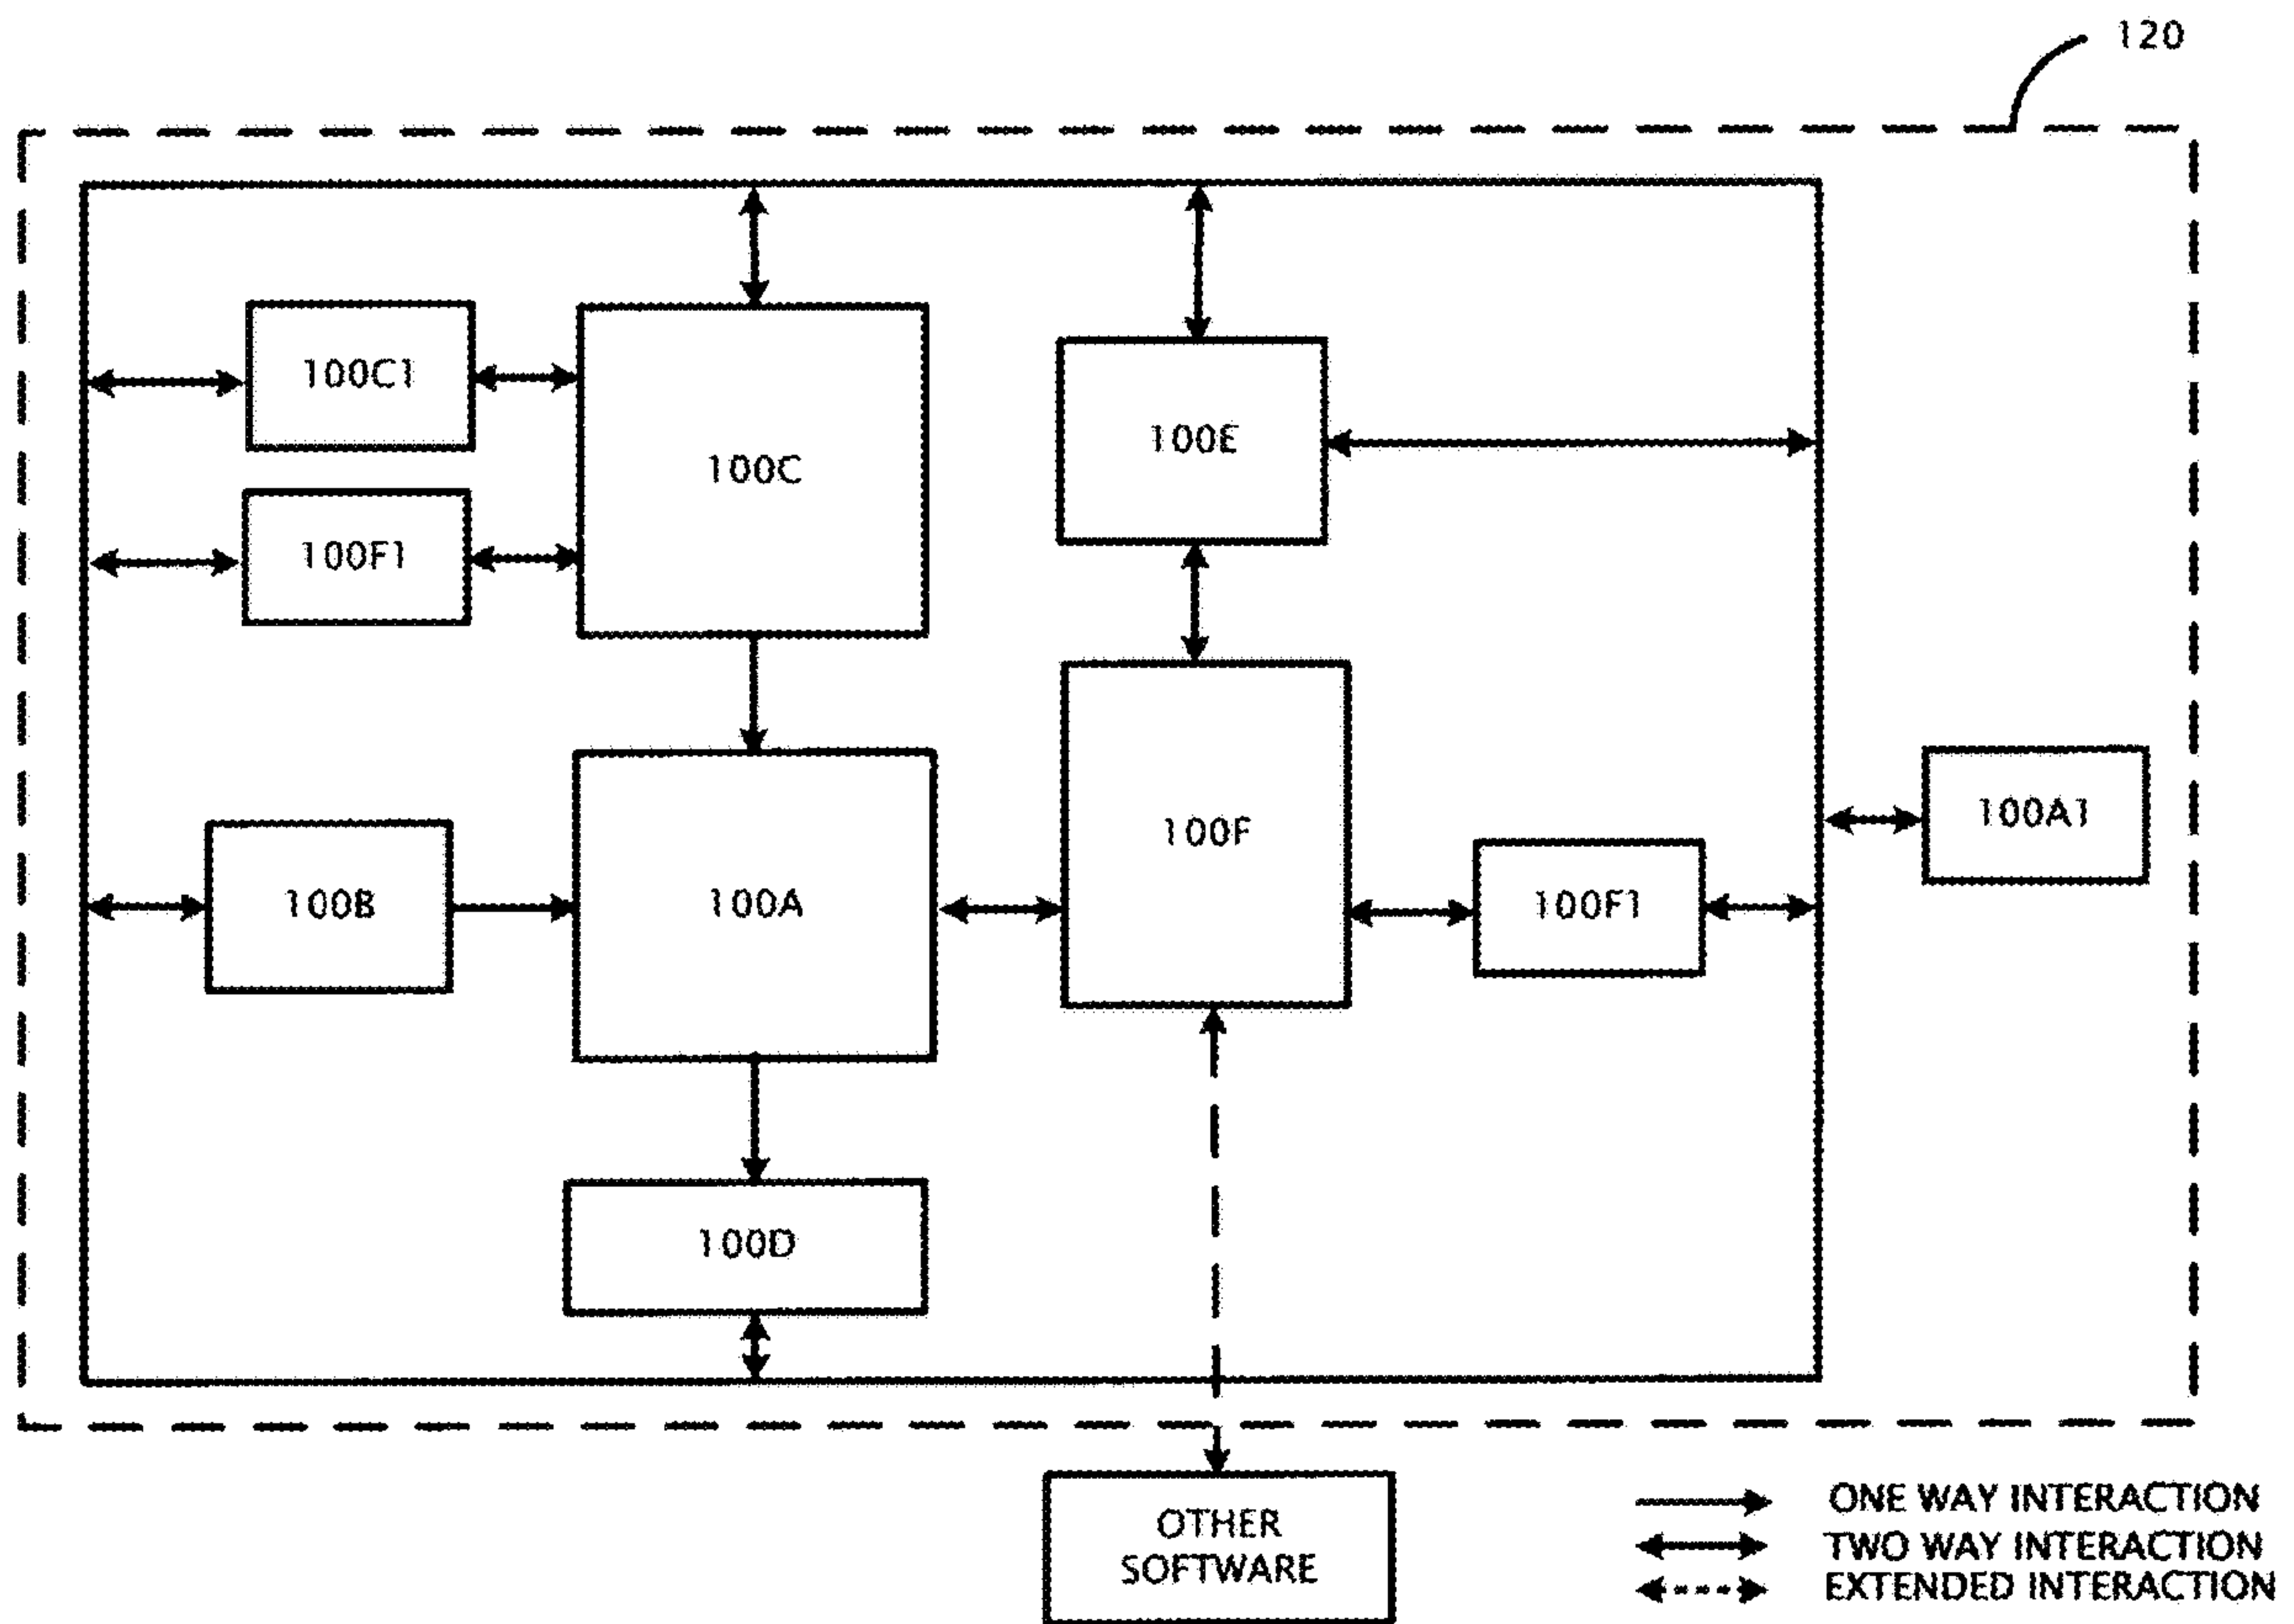 120
100C1
100C
100E
100F1
100A1
100F
100B
100A
100F1
100D
OTHER
SOFTWARE
ONE WAY INTERACTION
TWO WAY INTERACTION
EXTENDED INTERACTION